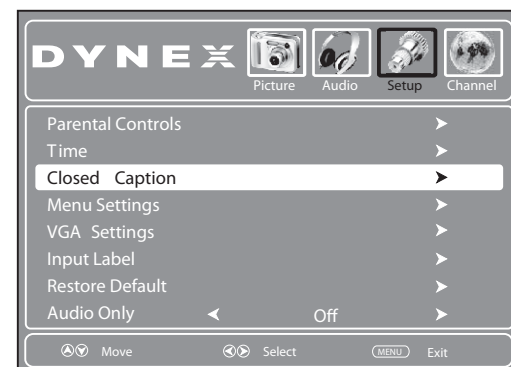 DYNEX
Picture Audio Setup Channel
Parental Controls
Time
Closed Caption
Menu Settings
VGA Settings
Input Label
Restore Default
Audio Only Off
Move Select MENU Exit